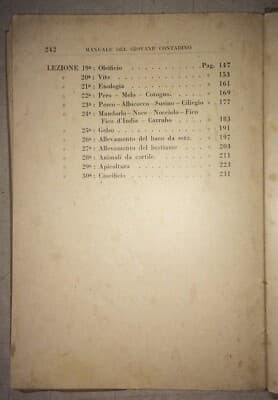 242 MANUALE DEL GIOVANE CONTADINO
LEZIONE 19ª: Oleificio . . . . . . . . . . Pag. 147
» 20ª: Vite . . . . . . . . . . . . » 153
» 21ª: Enologia . . . . . . . . . . » 161
» 22ª: Pero - Melo - Cotogno. . . . . . » 169
» 23ª: Pesco - Albicocco - Susino - Ciliegio » 177
» 24ª: Mandorlo - Noce - Nocciolo - Fico
Fico d'India - Carrubo . . . . » 183
» 25ª: Gelso . . . . . . . . . . . » 191
» 26ª: Allevamento del baco da seta. . . » 197
» 27ª: Allevamento del bestiame . . . . » 203
» 28ª: Animali da cortile. . . . . . . » 211
» 29ª: Apicoltura . . . . . . . . . » 223
» 30ª: Caseificio . . . . . . . . . » 231